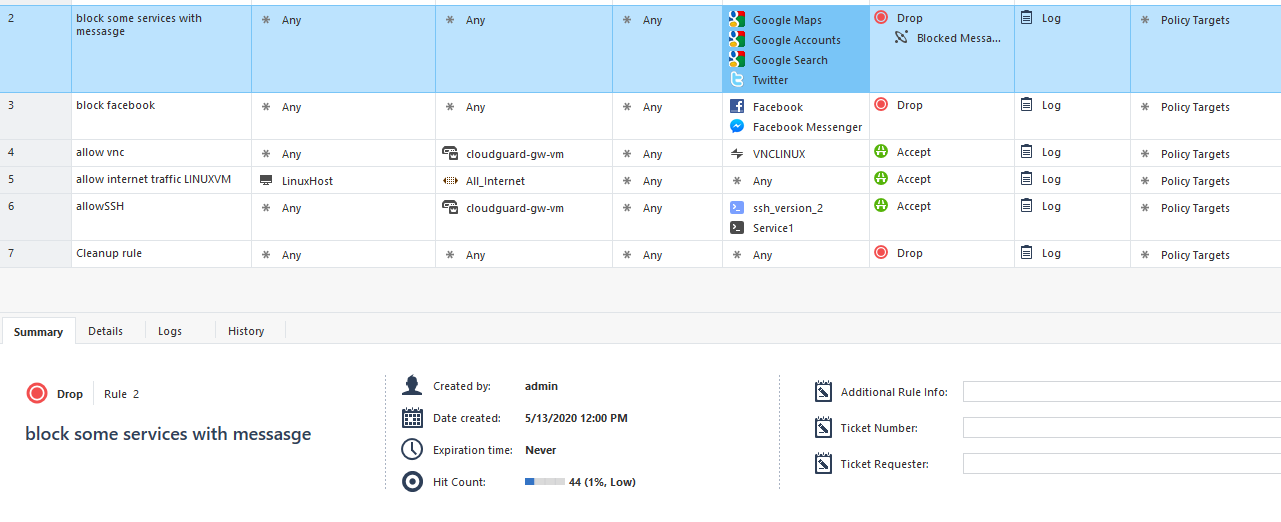 2 block some services with messasge * Any * Any * Any Google Maps Drop Log * Policy Targets
Google Accounts Blocked Messa...
Google Search
Twitter
3 block facebook * Any * Any * Any Facebook Drop Log * Policy Targets
Facebook Messenger
4 allow vnc * Any cloudguard-gw-vm * Any VNCLINUX Accept Log * Policy Targets
5 allow internet traffic LINUXVM LinuxHost All_Internet * Any * Any Accept Log * Policy Targets
6 allowSSH * Any cloudguard-gw-vm * Any ssh_version_2 Accept Log * Policy Targets
Service1
7 Cleanup rule * Any * Any * Any * Any Drop Log * Policy Targets
Summary Details Logs History
Drop Rule 2
block some services with messasge
Created by: admin
Date created: 5/13/2020 12:00 PM
Expiration time: Never
Hit Count: 44 (1%, Low)
Additional Rule Info:
Ticket Number:
Ticket Requester: